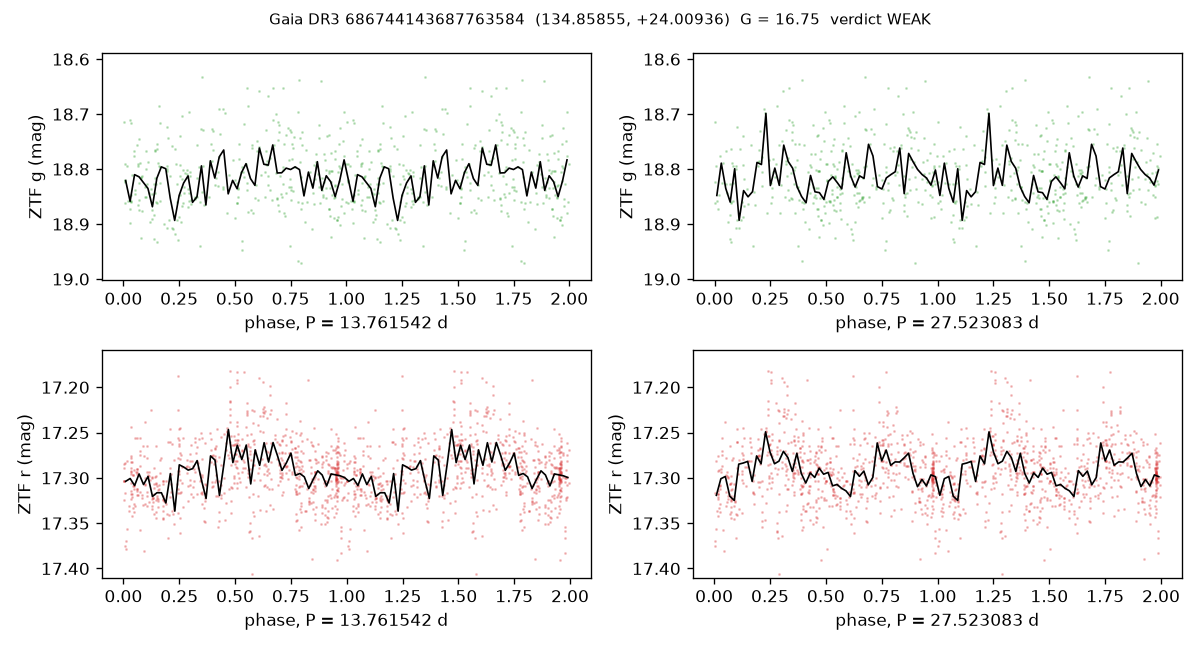 Gaia DR3 686744143687763584  (134.85855, +24.00936)  G = 16.75  verdict WEAK
18.6
18.7
18.8
18.9
19.0
ZTF g (mag)
0.00 0.25 0.50 0.75 1.00 1.25 1.50 1.75 2.00
phase, P = 13.761542 d
18.6
18.7
18.8
18.9
19.0
ZTF g (mag)
0.00 0.25 0.50 0.75 1.00 1.25 1.50 1.75 2.00
phase, P = 27.523083 d
17.20
17.25
17.30
17.35
17.40
ZTF r (mag)
0.00 0.25 0.50 0.75 1.00 1.25 1.50 1.75 2.00
phase, P = 13.761542 d
17.20
17.25
17.30
17.35
17.40
ZTF r (mag)
0.00 0.25 0.50 0.75 1.00 1.25 1.50 1.75 2.00
phase, P = 27.523083 d